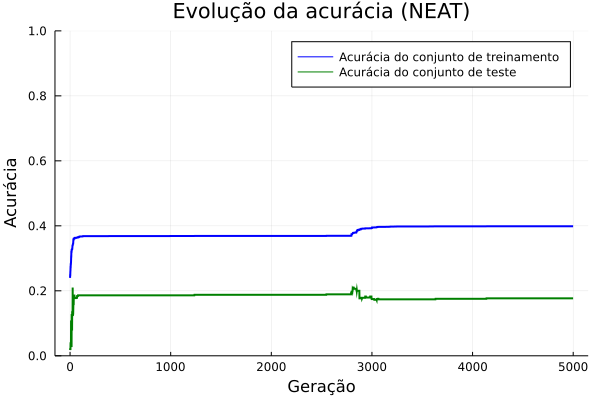 Evolução da acurácia (NEAT)
Acurácia do conjunto de treinamento
Acurácia do conjunto de teste
Acurácia
1.0
0.8
0.6
0.4
0.2
0.0
0 1000 2000 3000 4000 5000
Geração